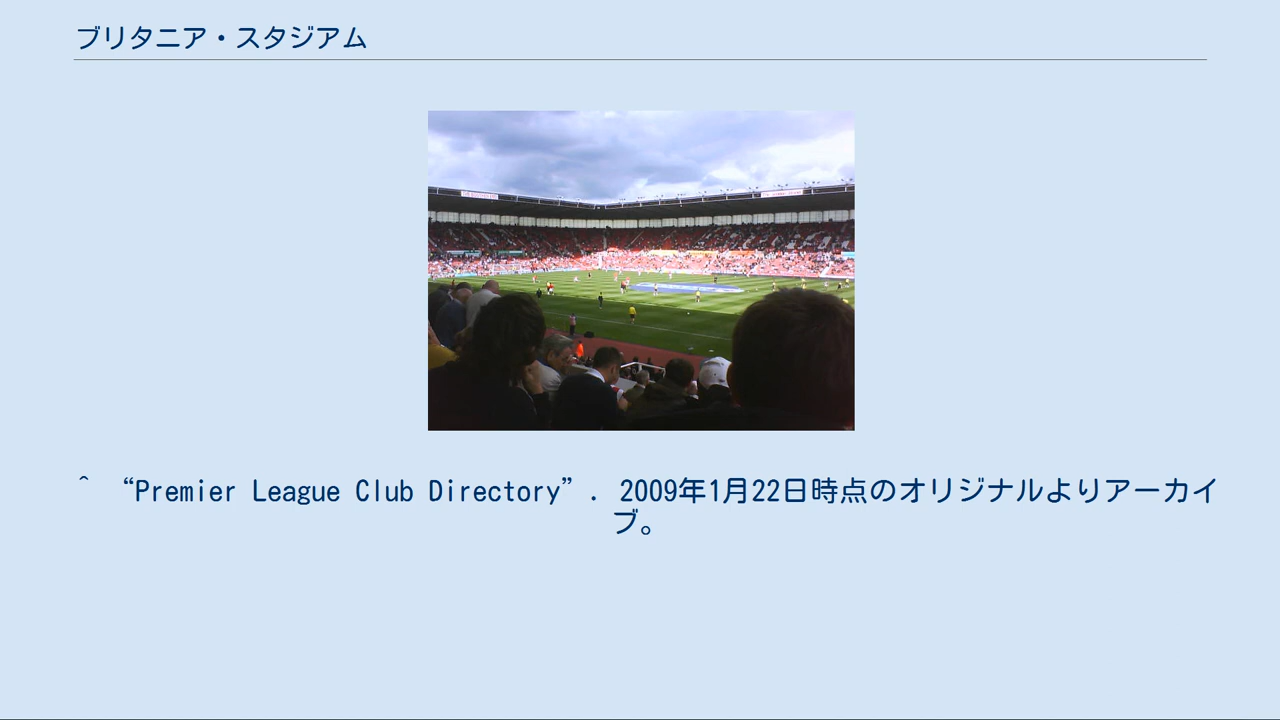 ブリタニア・スタジアム
^ “Premier League Club Directory”. 2009年1月22日時点のオリジナルよりアーカイ
ブ。